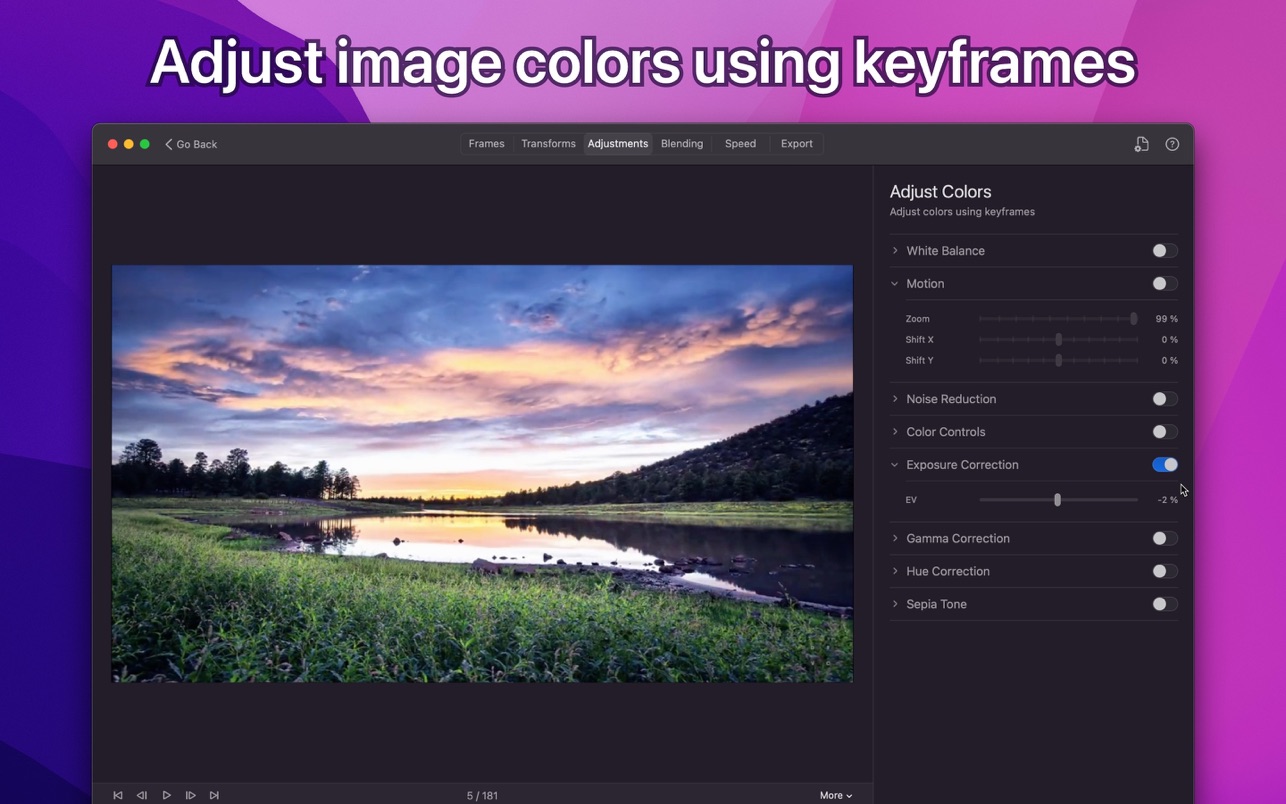 Adjust image colors using keyframes
Go Back
Frames Transforms Adjustments Blending Speed Export
Adjust Colors
Adjust colors using keyframes
White Balance
Motion
Zoom 99 %
Shift X 0 %
Shift Y 0 %
Noise Reduction
Color Controls
Exposure Correction
EV -2 %
Gamma Correction
Hue Correction
Sepia Tone
5 / 181
More